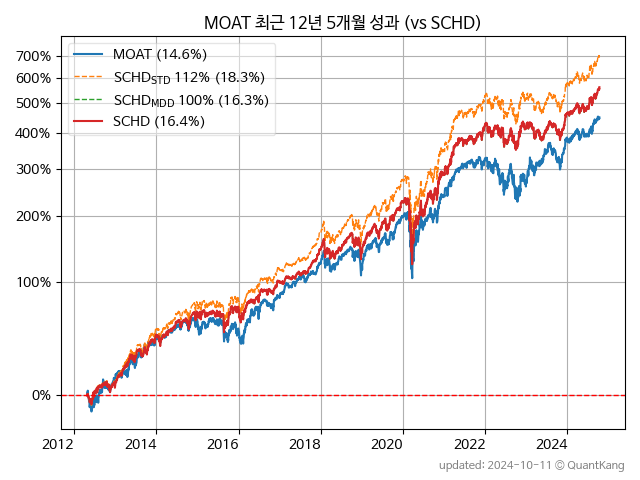 MOAT 최근 12년 5개월 성과 (vs SCHD)
MOAT (14.6%)
SCHD_STD 112% (18.3%)
SCHD_MDD 100% (16.3%)
SCHD (16.4%)
700%
600%
500%
400%
300%
200%
100%
0%
2012 2014 2016 2018 2020 2022 2024
updated: 2024-10-11 © QuantKang